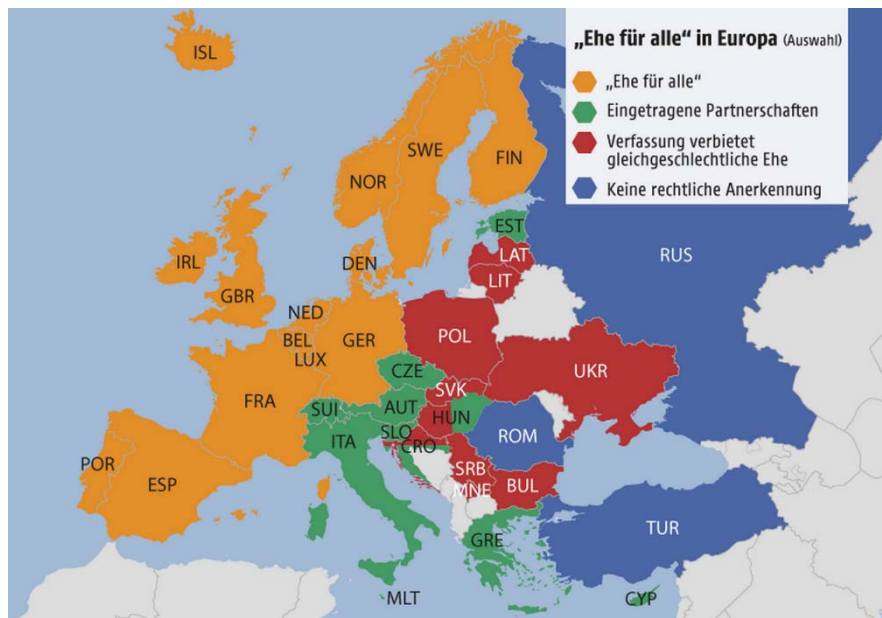 „Ehe für alle“ in Europa (Auswahl)
„Ehe für alle“
Eingetragene Partnerschaften
Verfassung verbietet
gleichgeschlechtliche Ehe
Keine rechtliche Anerkennung
ISL
SWE
FIN
NOR
EST
LAT
RUS
IRL
DEN
LIT
GBR
NED
BEL
GER
POL
LUX
CZE
UKR
SVK
FRA
SUI
AUT
HUN
ITA
SLO
ROM
CRO
POR
SRB
ESP
MNE
BUL
TUR
GRE
MLT
CYP